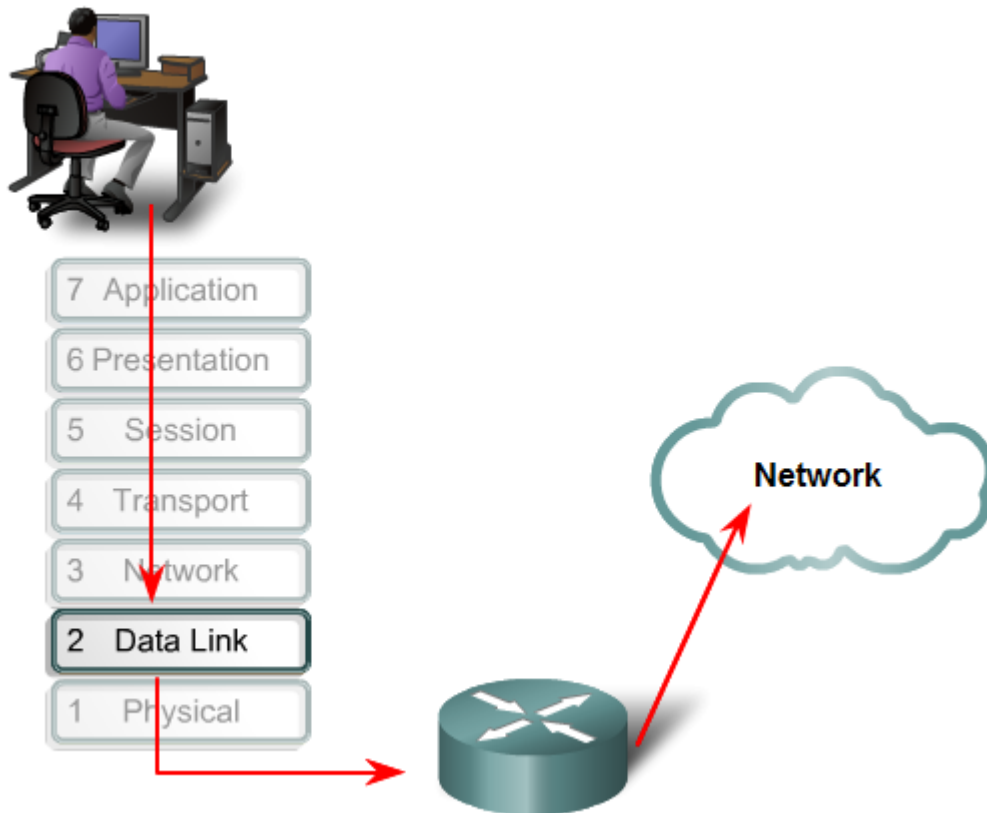 7 Application
6 Presentation
5 Session
4 Transport
3 Network
2 Data Link
1 Physical
Network